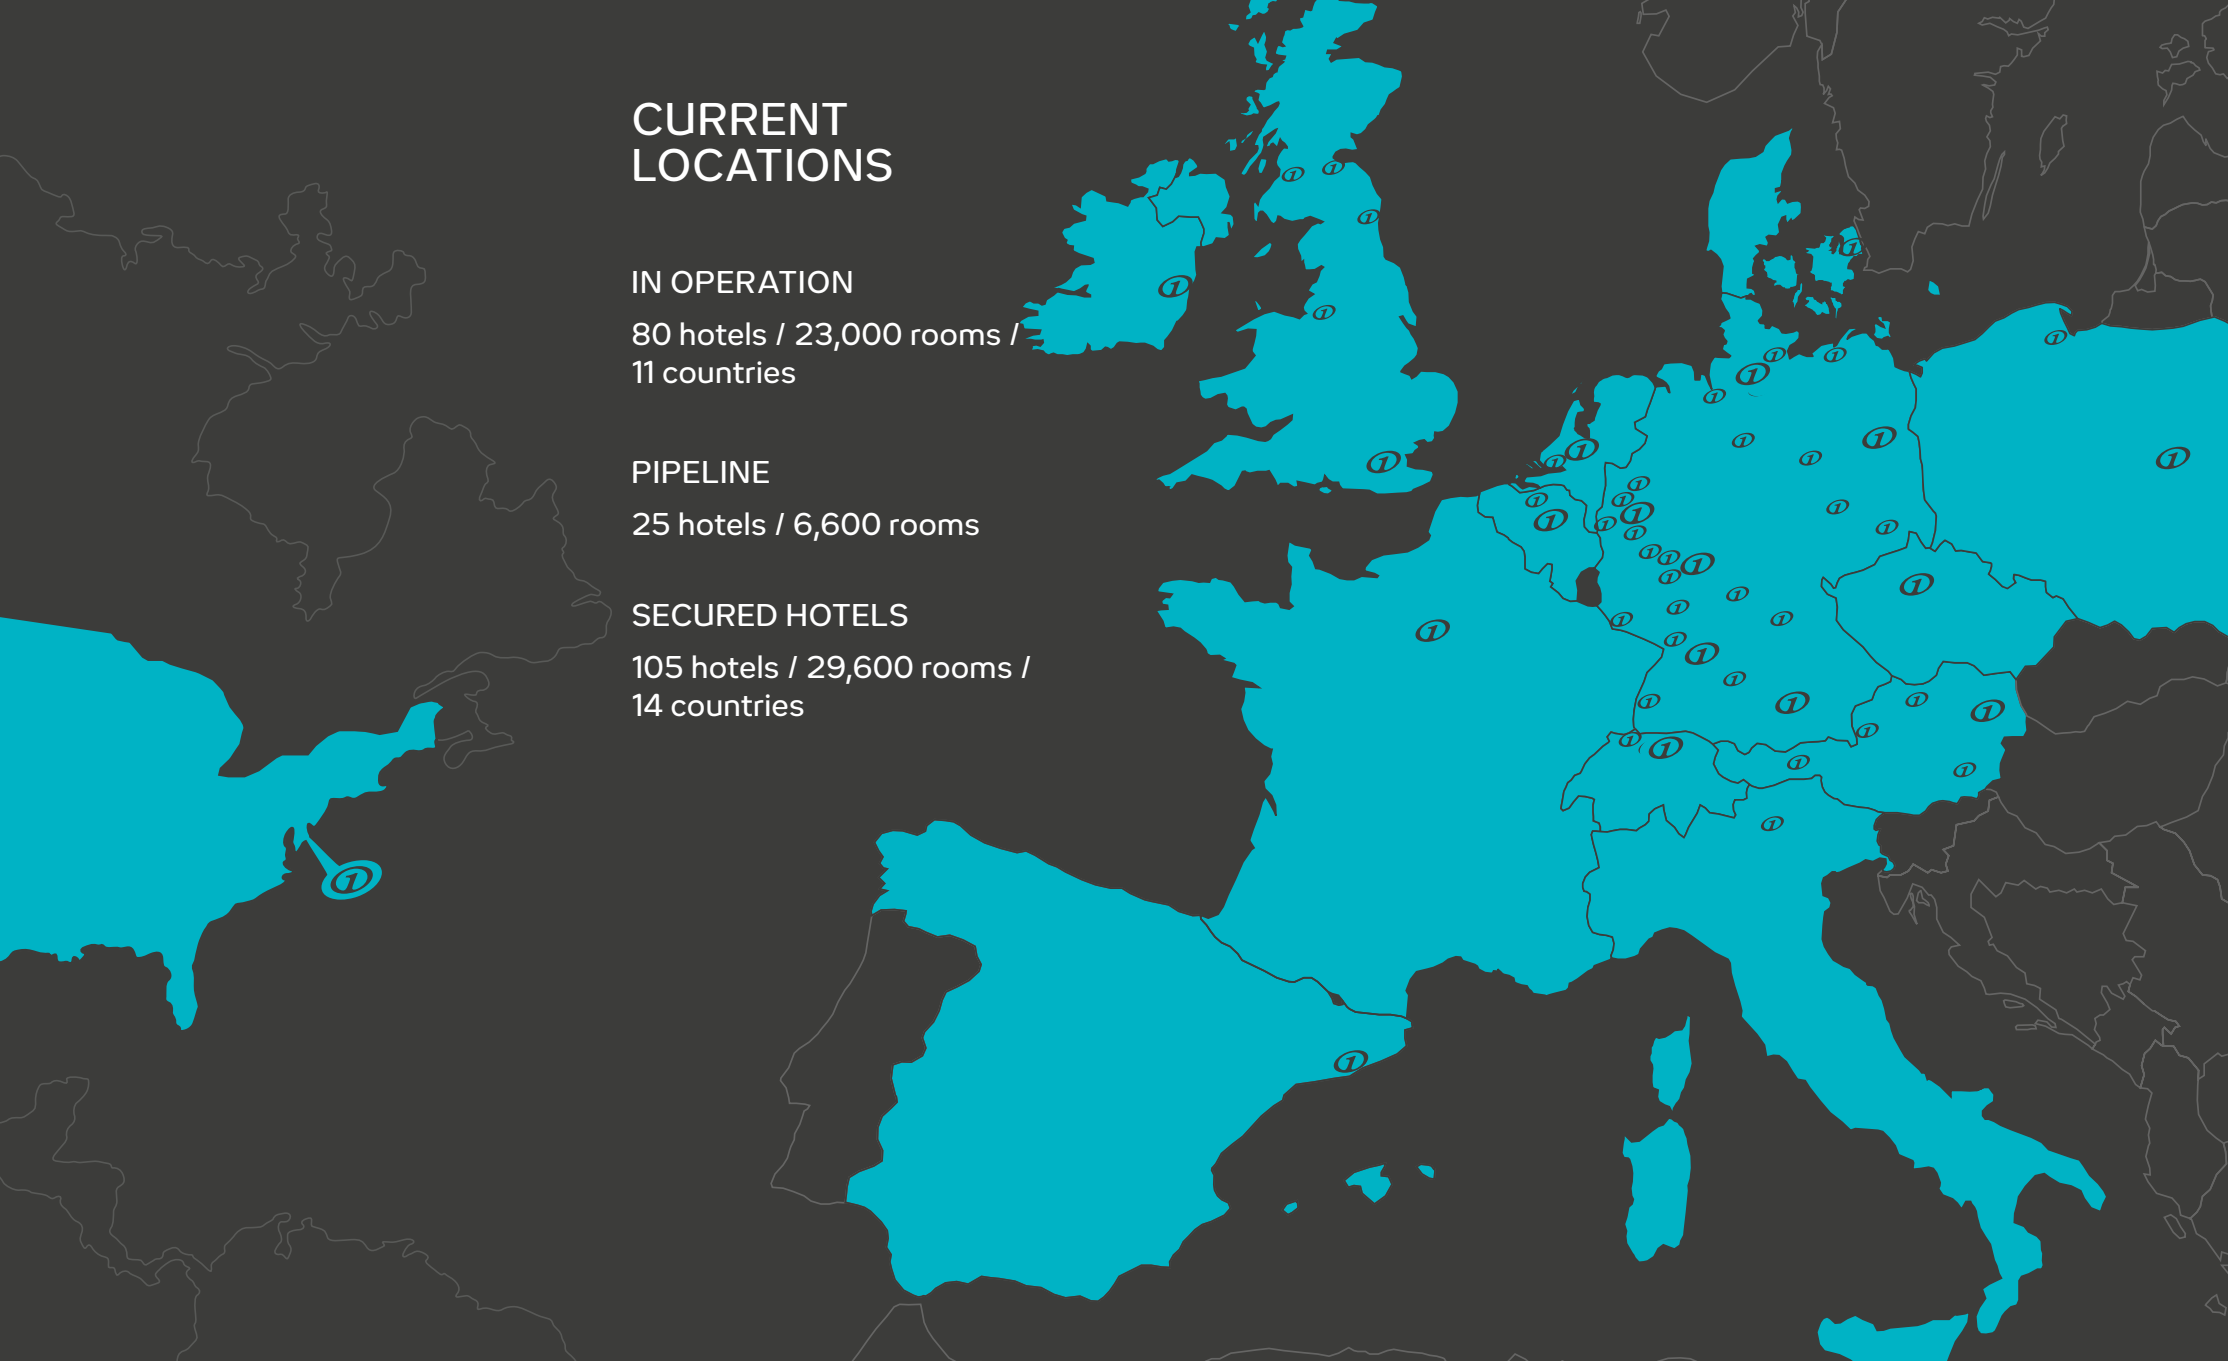 CURRENT
LOCATIONS
IN OPERATION
80 hotels / 23,000 rooms /
11 countries
PIPELINE
25 hotels / 6,600 rooms
SECURED HOTELS
105 hotels / 29,600 rooms /
14 countries